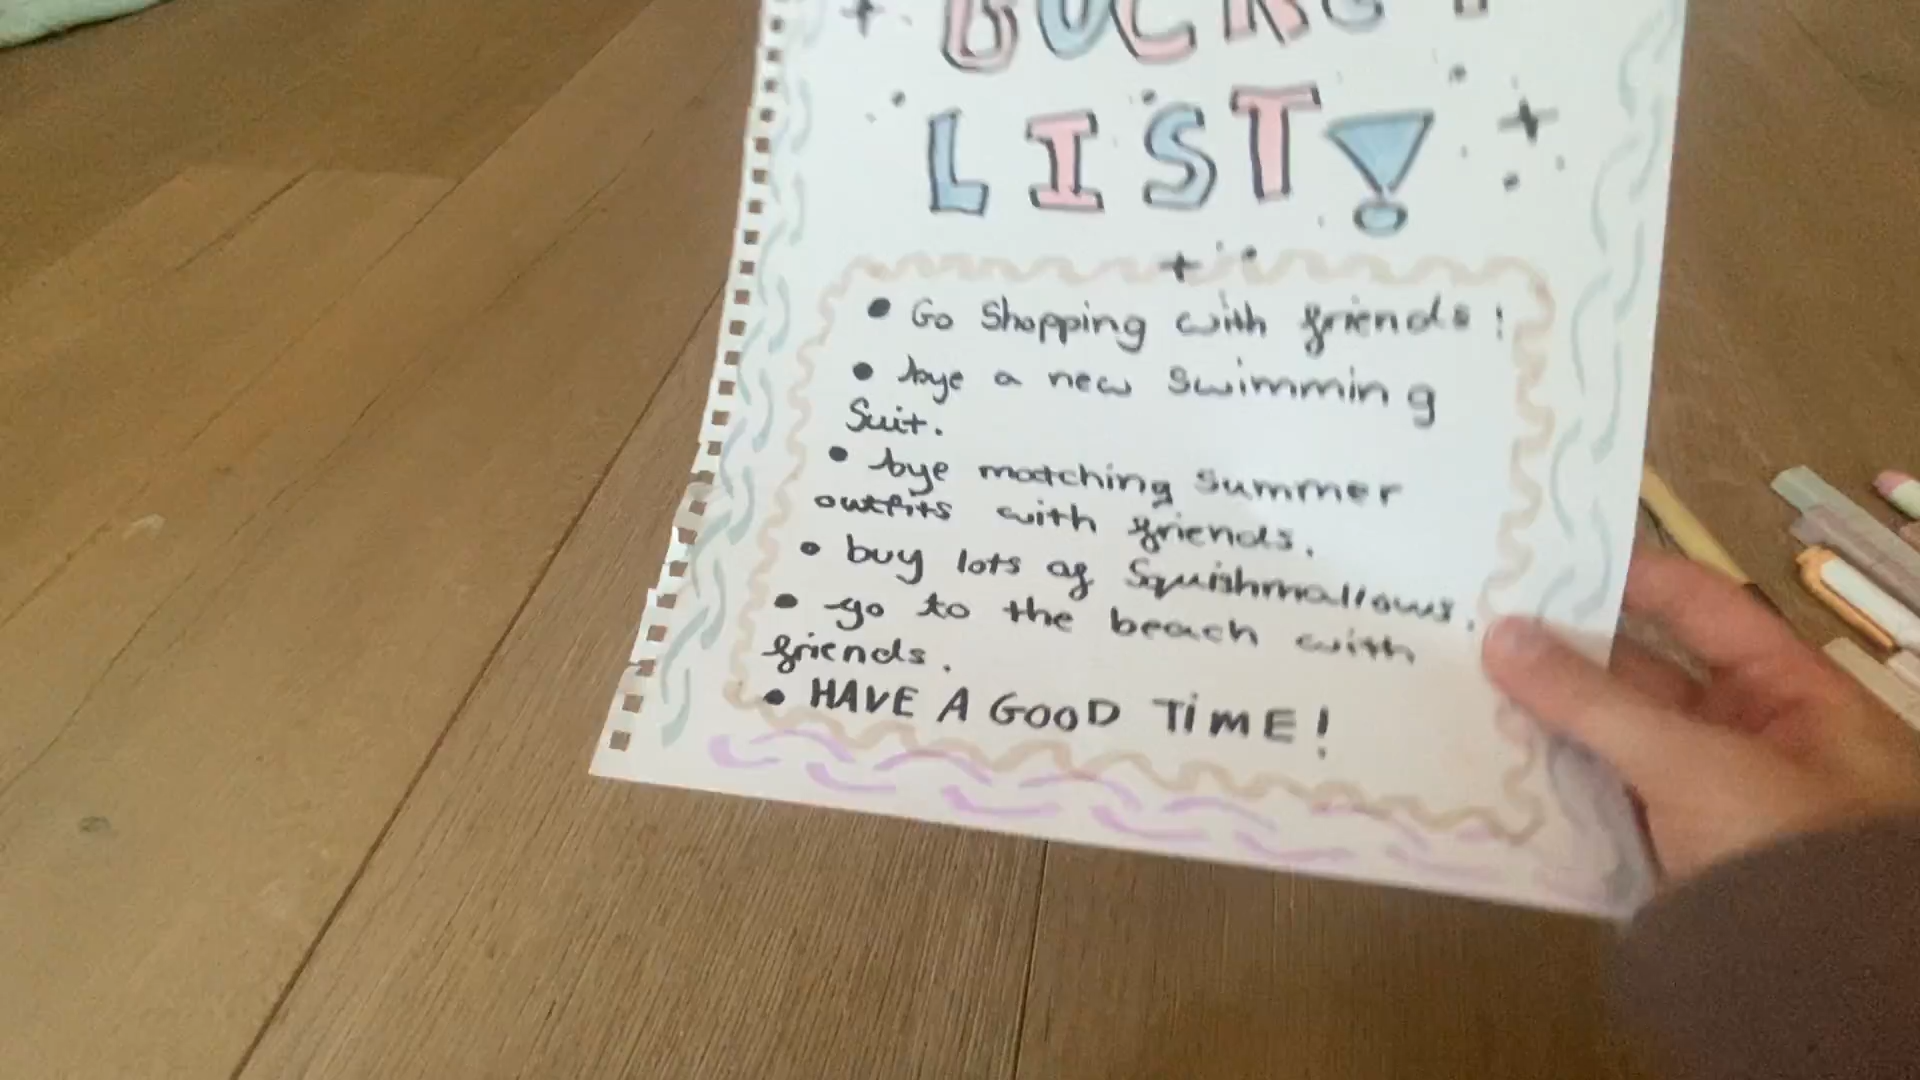 BUCKET
LIST!
• Go Shopping with friends!
• bye a new Swimming
Suit.
• bye matching summer
outfits with friends.
• buy lots of Squishmallows.
• go to the beach with
friends.
• HAVE A GOOD TiME!